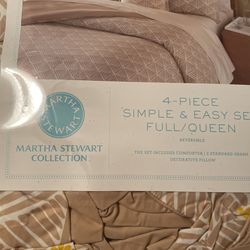 MARTHA
STEWART
MARTHA STEWART
COLLECTION
4-PIECE
SIMPLE & EASY SE
FULL/QUEEN
REVERSIBLE
THE SET INCLUDES COMFORTER | 2 STANDARD SHAMS
DECORATIVE PILLOW